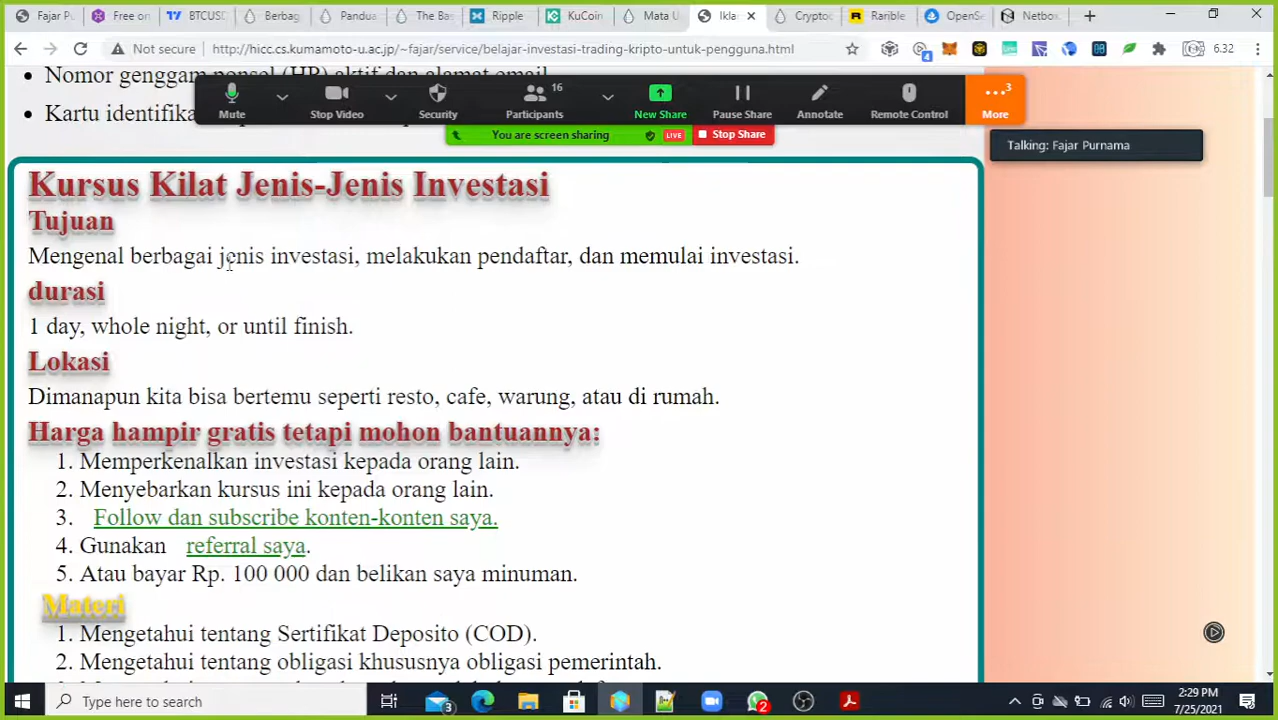 Fajar P
Free on
BTCUSD
Berbag
Pandua
The Bas
Ripple
KuCoin
Mata U
Ikla
Cryptoc
Rarible
OpenSe
Netbox
Not secure
http://hicc.cs.kumamoto-u.ac.jp/~fajar/service/belajar-investasi-trading-kripto-untuk-pengguna.html
4
6.32
Nomor genggam ponsel (HP) aktif dan alamat email
Kartu identifika
Mute
Stop Video
Security
16
Participants
New Share
Pause Share
Annotate
Remote Control
3
More
You are screen sharing
LIVE
Stop Share
Talking: Fajar Purnama
Kursus Kilat Jenis-Jenis Investasi
Tujuan
Mengenal berbagai jenis investasi, melakukan pendaftar, dan memulai investasi.
durasi
1 day, whole night, or until finish.
Lokasi
Dimanapun kita bisa bertemu seperti resto, cafe, warung, atau di rumah.
Harga hampir gratis tetapi mohon bantuannya:
1. Memperkenalkan investasi kepada orang lain.
2. Menyebarkan kursus ini kepada orang lain.
3. Follow dan subscribe konten-konten saya.
4. Gunakan referral saya.
5. Atau bayar Rp. 100 000 dan belikan saya minuman.
Materi
1. Mengetahui tentang Sertifikat Deposito (COD).
2. Mengetahui tentang obligasi khususnya obligasi pemerintah.
Type here to search
3
2
2:29 PM
7/25/2021